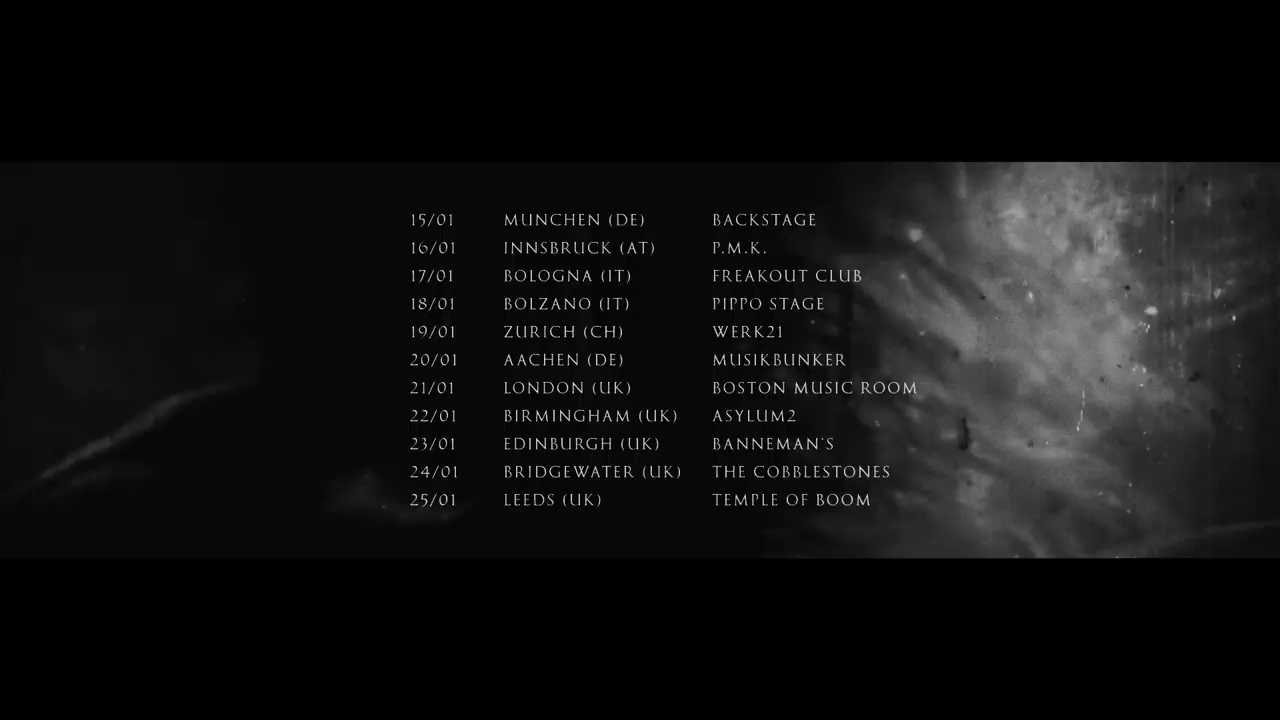 15/01 MUNCHEN (DE) BACKSTAGE
16/01 INNSBRUCK (AT) P.M.K.
17/01 BOLOGNA (IT) FREAKOUT CLUB
18/01 BOLZANO (IT) PIPPO STAGE
19/01 ZURICH (CH) WERK21
20/01 AACHEN (DE) MUSIKBUNKER
21/01 LONDON (UK) BOSTON MUSIC ROOM
22/01 BIRMINGHAM (UK) ASYLUM2
23/01 EDINBURGH (UK) BANNEMAN'S
24/01 BRIDGEWATER (UK) THE COBBLESTONES
25/01 LEEDS (UK) TEMPLE OF BOOM